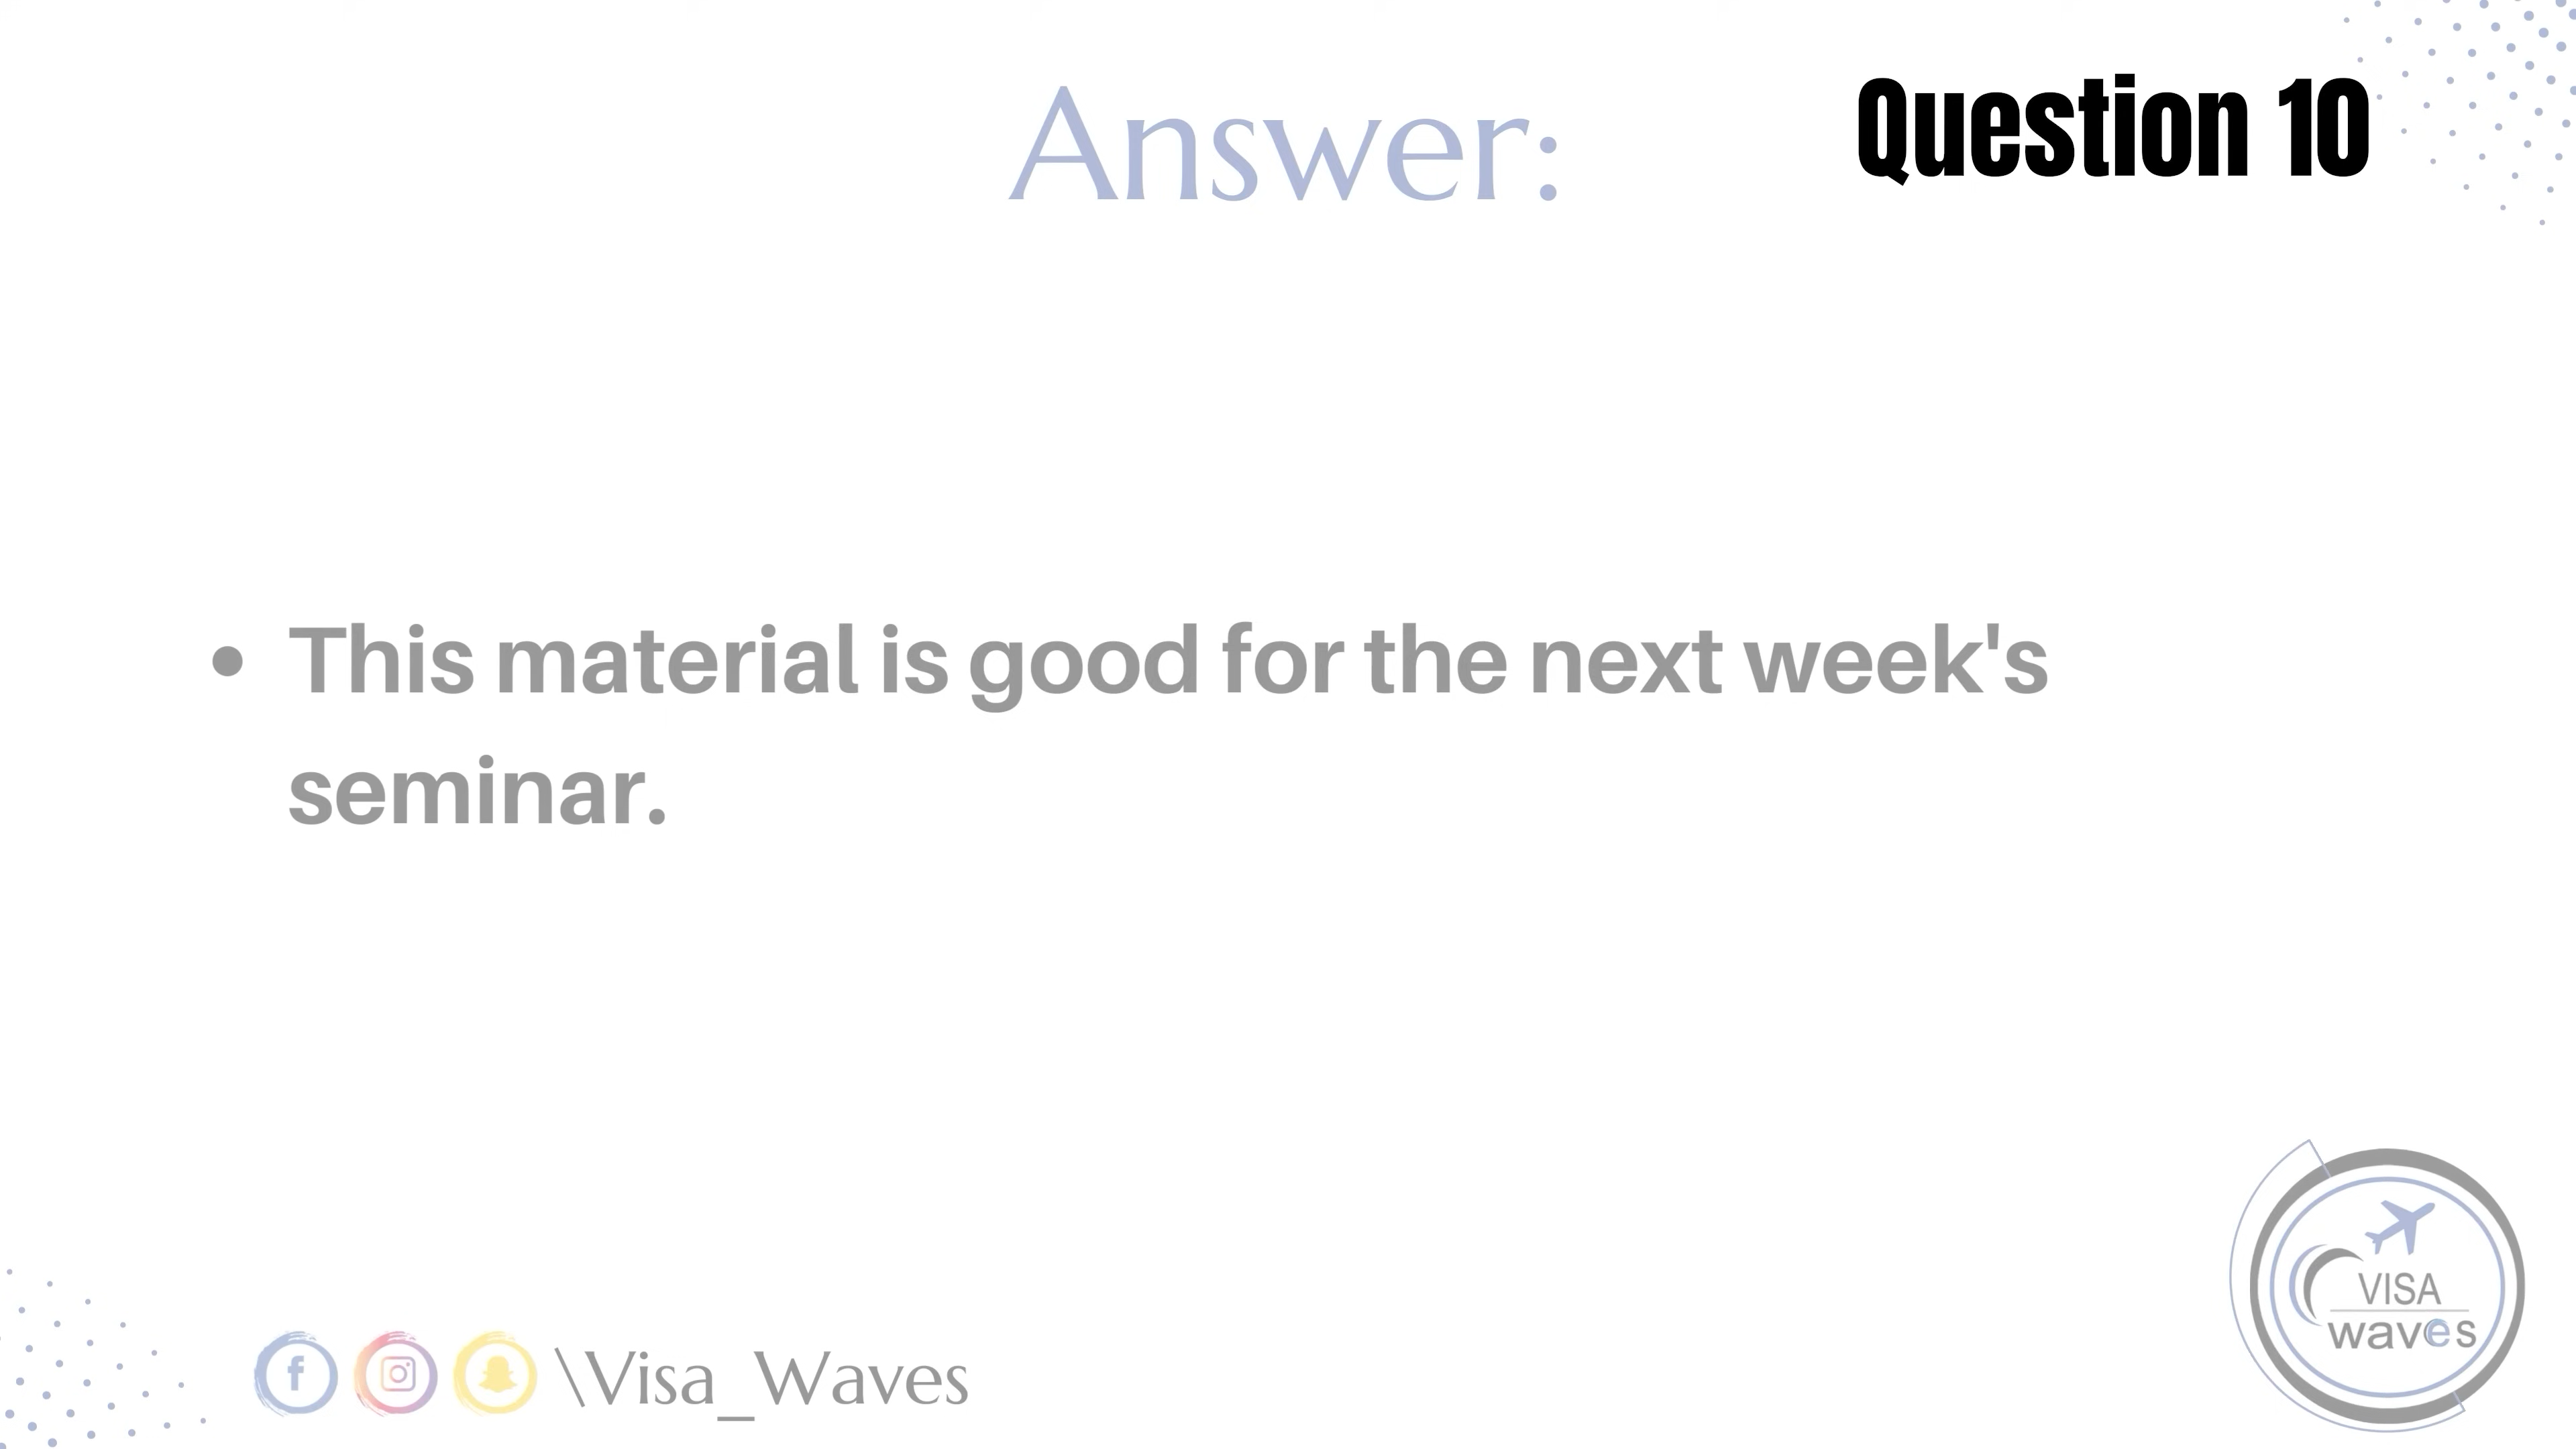 Answer:
Question 10
• This material is good for the next week's
seminar.
\Visa_Waves
VISA
waves